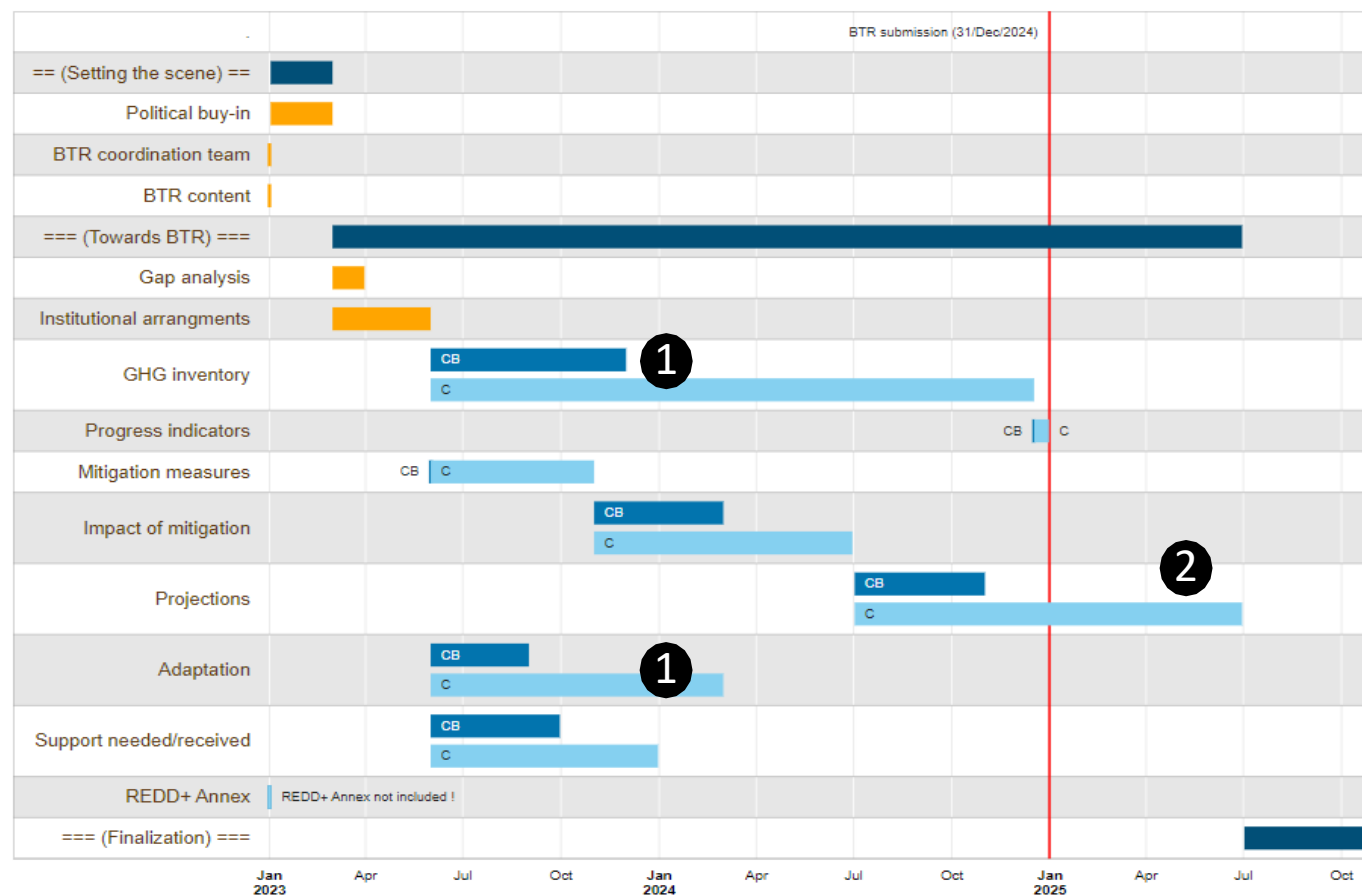 .
BTR submission (31/Dec/2024)
== (Setting the scene) ==
Political buy-in
BTR coordination team
BTR content
=== (Towards BTR) ===
Gap analysis
Institutional arrangments
GHG inventory
CB
1
C
Progress indicators
CB
C
Mitigation measures
CB
C
Impact of mitigation
CB
C
Projections
CB
2
C
Adaptation
CB
1
C
Support needed/received
CB
C
REDD+ Annex
REDD+ Annex not included !
=== (Finalization) ===
Jan Apr Jul Oct Jan Apr Jul Oct Jan Apr Jul Oct
2023 2024 2025